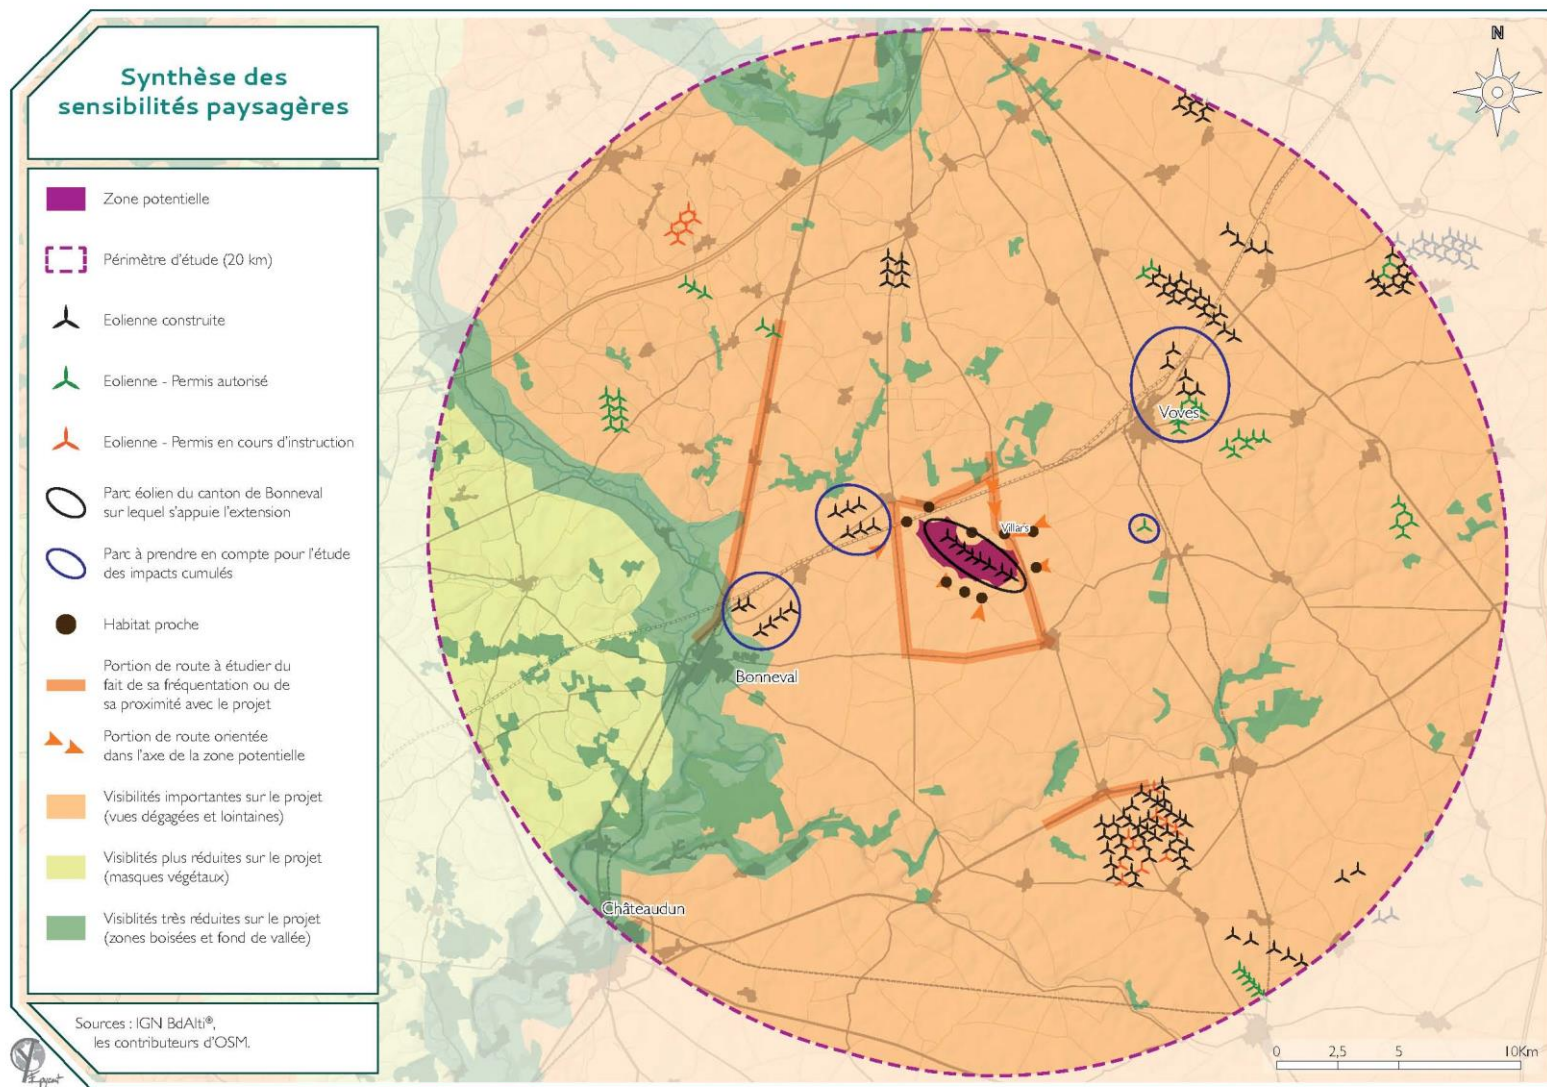 Synthèse des
sensibilités paysagères
Zone potentielle
Périmètre d'étude (20 km)
Eolienne construite
Eolienne - Permis autorisé
Eolienne - Permis en cours d'instruction
Parc éolien du canton de Bonneval
sur lequel s'appuie l'extension
Parc à prendre en compte pour l'étude
des impacts cumulés
Habitat proche
Portion de route à étudier du
fait de sa fréquentation ou de
sa proximité avec le projet
Portion de route orientée
dans l'axe de la zone potentielle
Visibilités importantes sur le projet
(vues dégagées et lointaines)
Visiblités plus réduites sur le projet
(masques végétaux)
Visiblités très réduites sur le projet
(zones boisées et fond de vallée)
Sources : IGN BdAlti®,
les contributeurs d'OSM.
N
Voves
Villars
Bonneval
Châteaudun
0 2,5 5 10Km